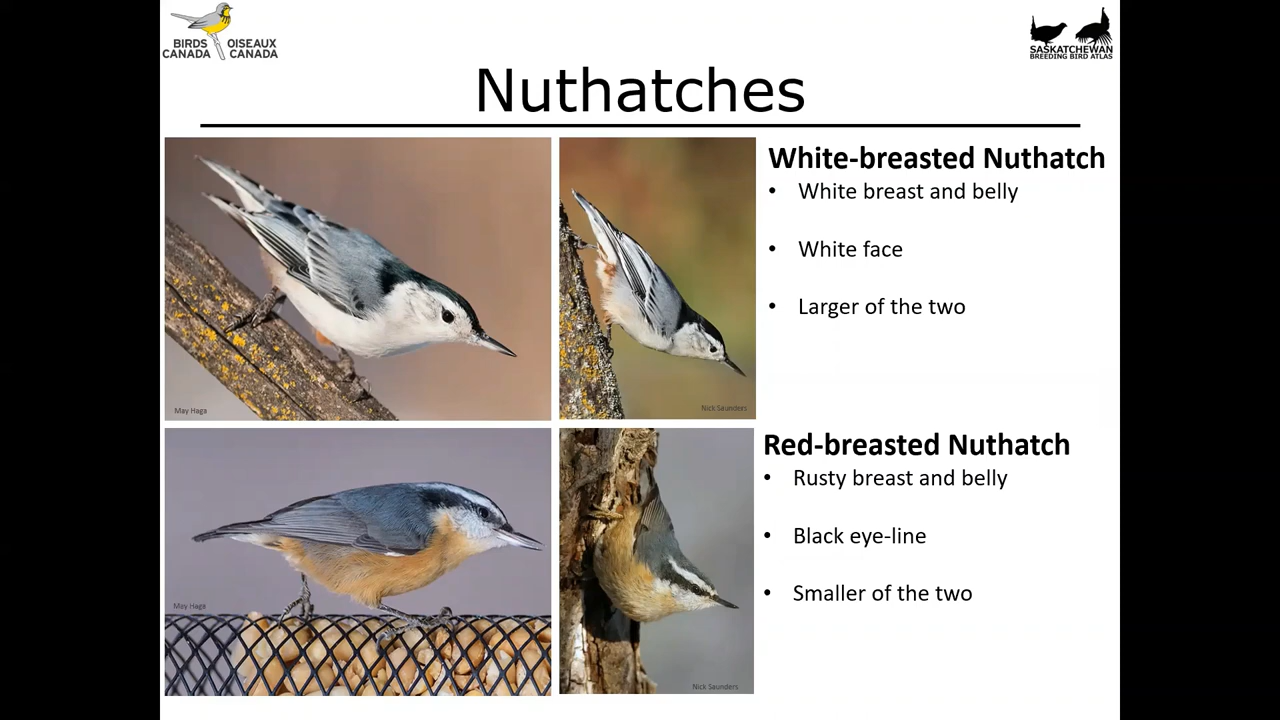 BIRDS OISEAUX
CANADA CANADA
SASKATCHEWAN
BREEDING BIRD ATLAS
Nuthatches
May Haga
Nick Saunders
White-breasted Nuthatch
• White breast and belly
• White face
• Larger of the two
May Haga
Nick Saunders
Red-breasted Nuthatch
• Rusty breast and belly
• Black eye-line
• Smaller of the two